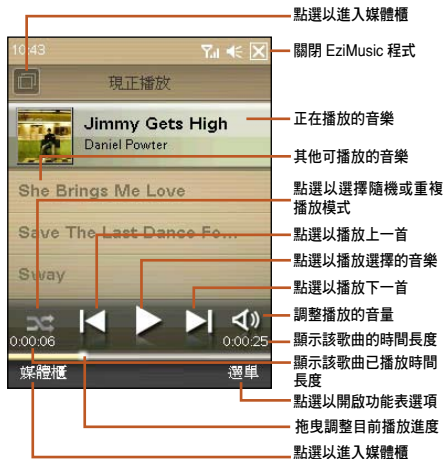 點選以進入媒體櫃
10:43
關閉 EziMusic 程式
現正播放
Jimmy Gets High
正在播放的音樂
Daniel Powter
其他可播放的音樂
She Brings Me Love
點選以選擇隨機或重複
播放模式
Save The Last Dance Fo...
點選以播放上一首
點選以播放選擇的音樂
Sway
點選以播放下一首
調整播放的音量
0:00:06
0:00:25
顯示該歌曲的時間長度
顯示該歌曲已播放時間
長度
媒體櫃
選單
點選以開啟功能表選項
拖曳調整目前播放進度
點選以進入媒體櫃